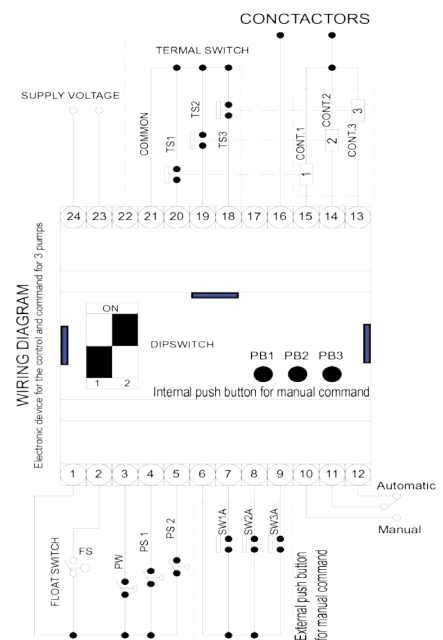 CONCTACTORS
TERMAL SWITCH
SUPPLY VOLTAGE
COMMON
TS1
TS2
TS3
CONT.1
CONT.2
CONT.3
1
2
3
24 23 22 21 20 19 18 17 16 15 14 13
WIRING DIAGRAM
Electronic device for the control and command for 3 pumps
ON
1 2
DIPSWITCH
PB1 PB2 PB3
Internal push button for manual command
1 2 3 4 5 6 7 8 9 10 11 12
Automatic
Manual
FLOAT SWITCH
FS
PW
PS 1
PS 2
SW1A
SW2A
SW3A
External push button
for manual command